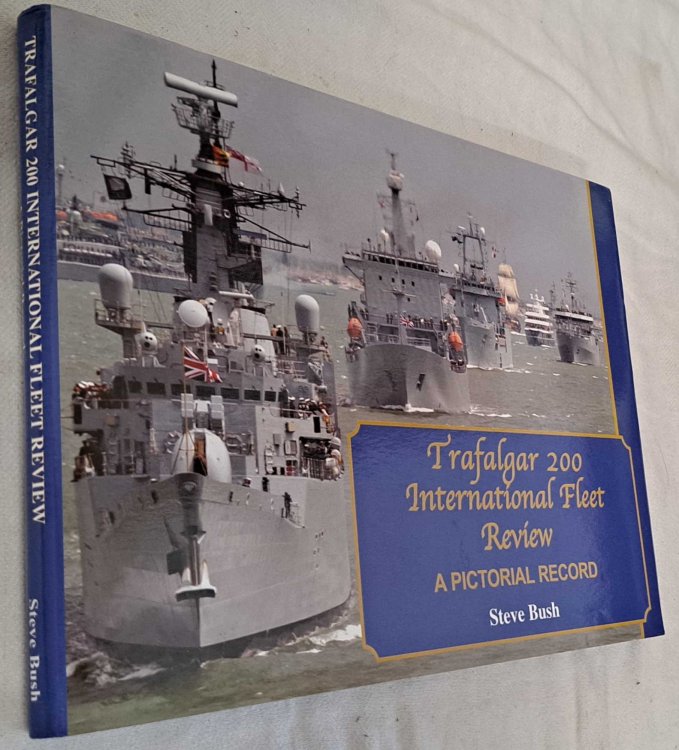 TRAFALGAR 200 INTERNATIONAL FLEET REVIEW
Steve Bush
Trafalgar 200
International Fleet
Review
A PICTORIAL RECORD
Steve Bush